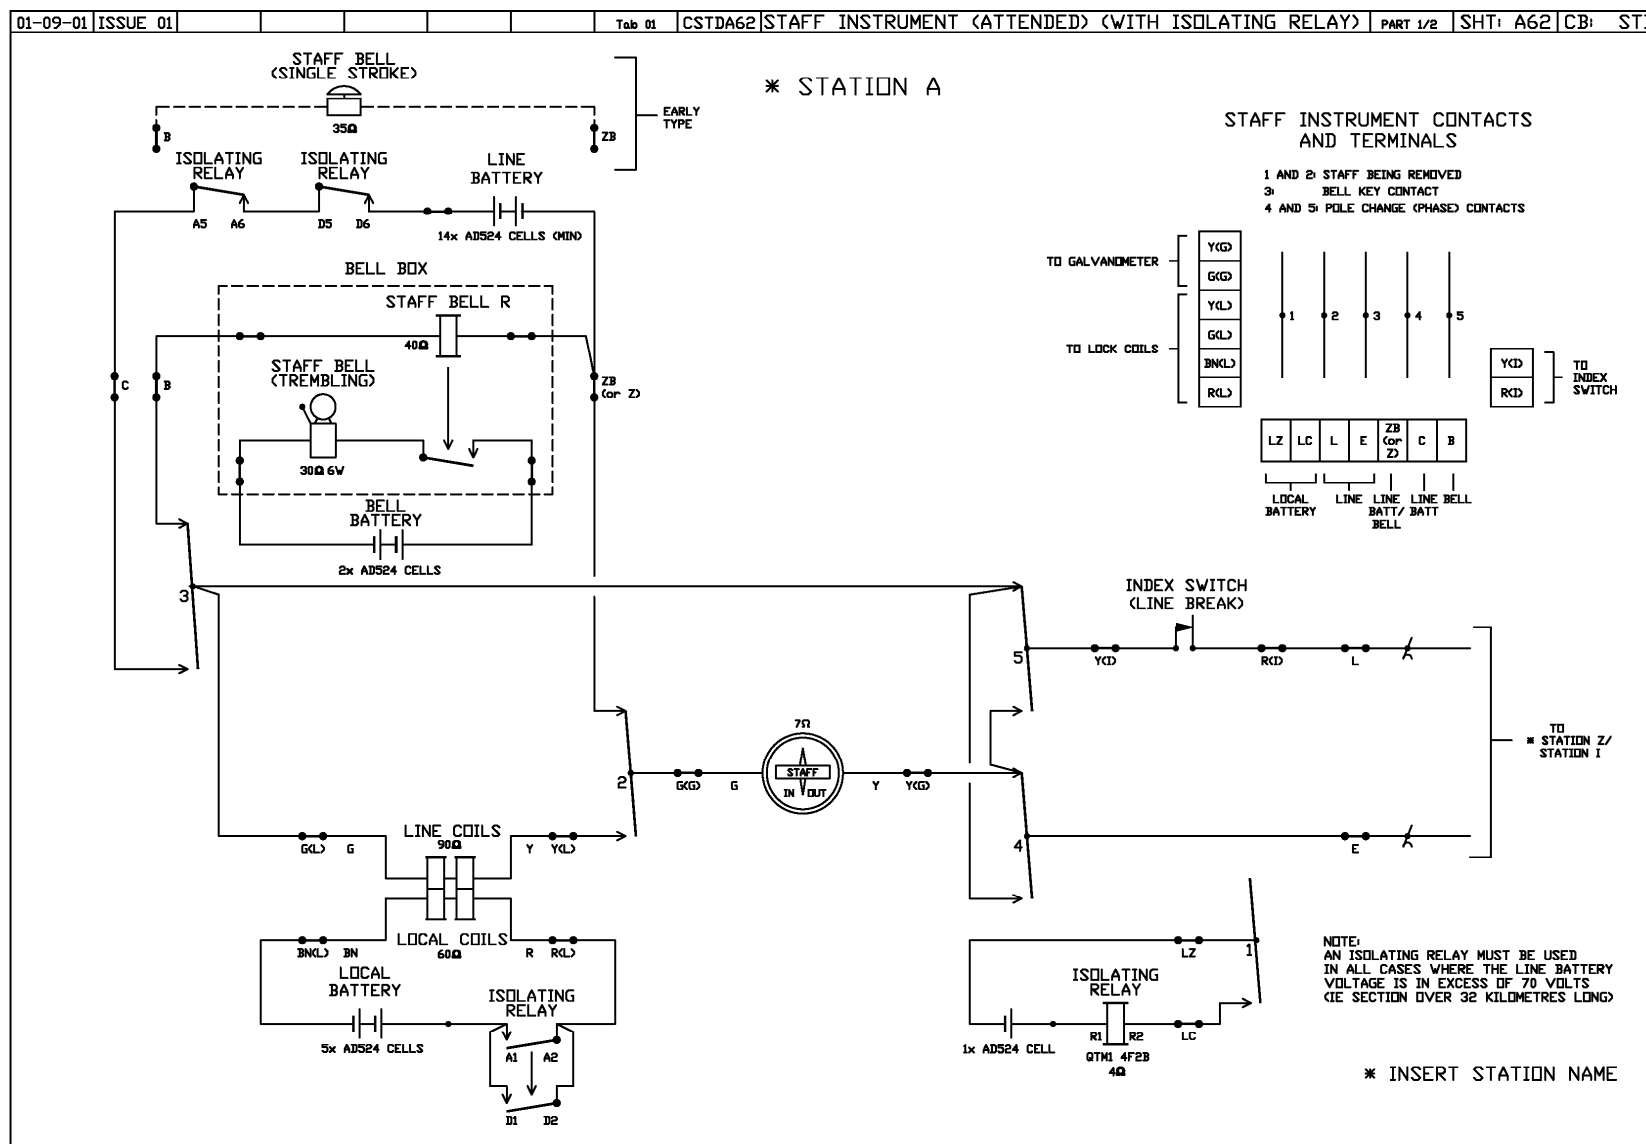 01-09-01 ISSUE 01 Tab 01 CSTDA62 STAFF INSTRUMENT (ATTENDED) (WITH ISOLATING RELAY) PART 1/2 SHT: A62 CB:
STAFF BELL
(SINGLE STROKE)
35Ω
B
ZB
EARLY
TYPE
* STATION A
ISOLATING
RELAY
A5 A6
ISOLATING
RELAY
D5 D6
LINE
BATTERY
14x AD524 CELLS (MIN)
STAFF INSTRUMENT CONTACTS
AND TERMINALS
1 AND 2: STAFF BEING REMOVED
3: BELL KEY CONTACT
4 AND 5: POLE CHANGE (PHASE) CONTACTS
TO GALVANOMETER
Y(G)
G(G)
TO LOCK COILS
Y(L)
G(L)
BN(L)
R(L)
1 2 3 4 5
Y(I)
R(I)
TO
INDEX
SWITCH
LZ LC L E ZB (or Z) C B
LOCAL
BATTERY
LINE
LINE
BATT/
BELL
LINE
BATT
BELL
BELL BOX
STAFF BELL R
40Ω
STAFF BELL
(TREMBLING)
30Ω 6W
C
B
ZB
(or Z)
BELL
BATTERY
2x AD524 CELLS
3
INDEX SWITCH
(LINE BREAK)
5
Y(I) R(I) L
TO
* STATION Z/
STATION I
2
G(G) G
7Ω
STAFF
IN OUT
Y Y(G)
4
E
LINE COILS
90Ω
G(L) G
Y Y(L)
LOCAL COILS
60Ω
BN(L) BN
R R(L)
LOCAL
BATTERY
5x AD524 CELLS
ISOLATING
RELAY
A1 A2
D1 D2
1
LZ
ISOLATING
RELAY
R1 R2
LC
1x AD524 CELL
QTM1 4F2B
4Ω
NOTE:
AN ISOLATING RELAY MUST BE USED
IN ALL CASES WHERE THE LINE BATTERY
VOLTAGE IS IN EXCESS OF 70 VOLTS
(IE SECTION OVER 32 KILOMETRES LONG)
* INSERT STATION NAME